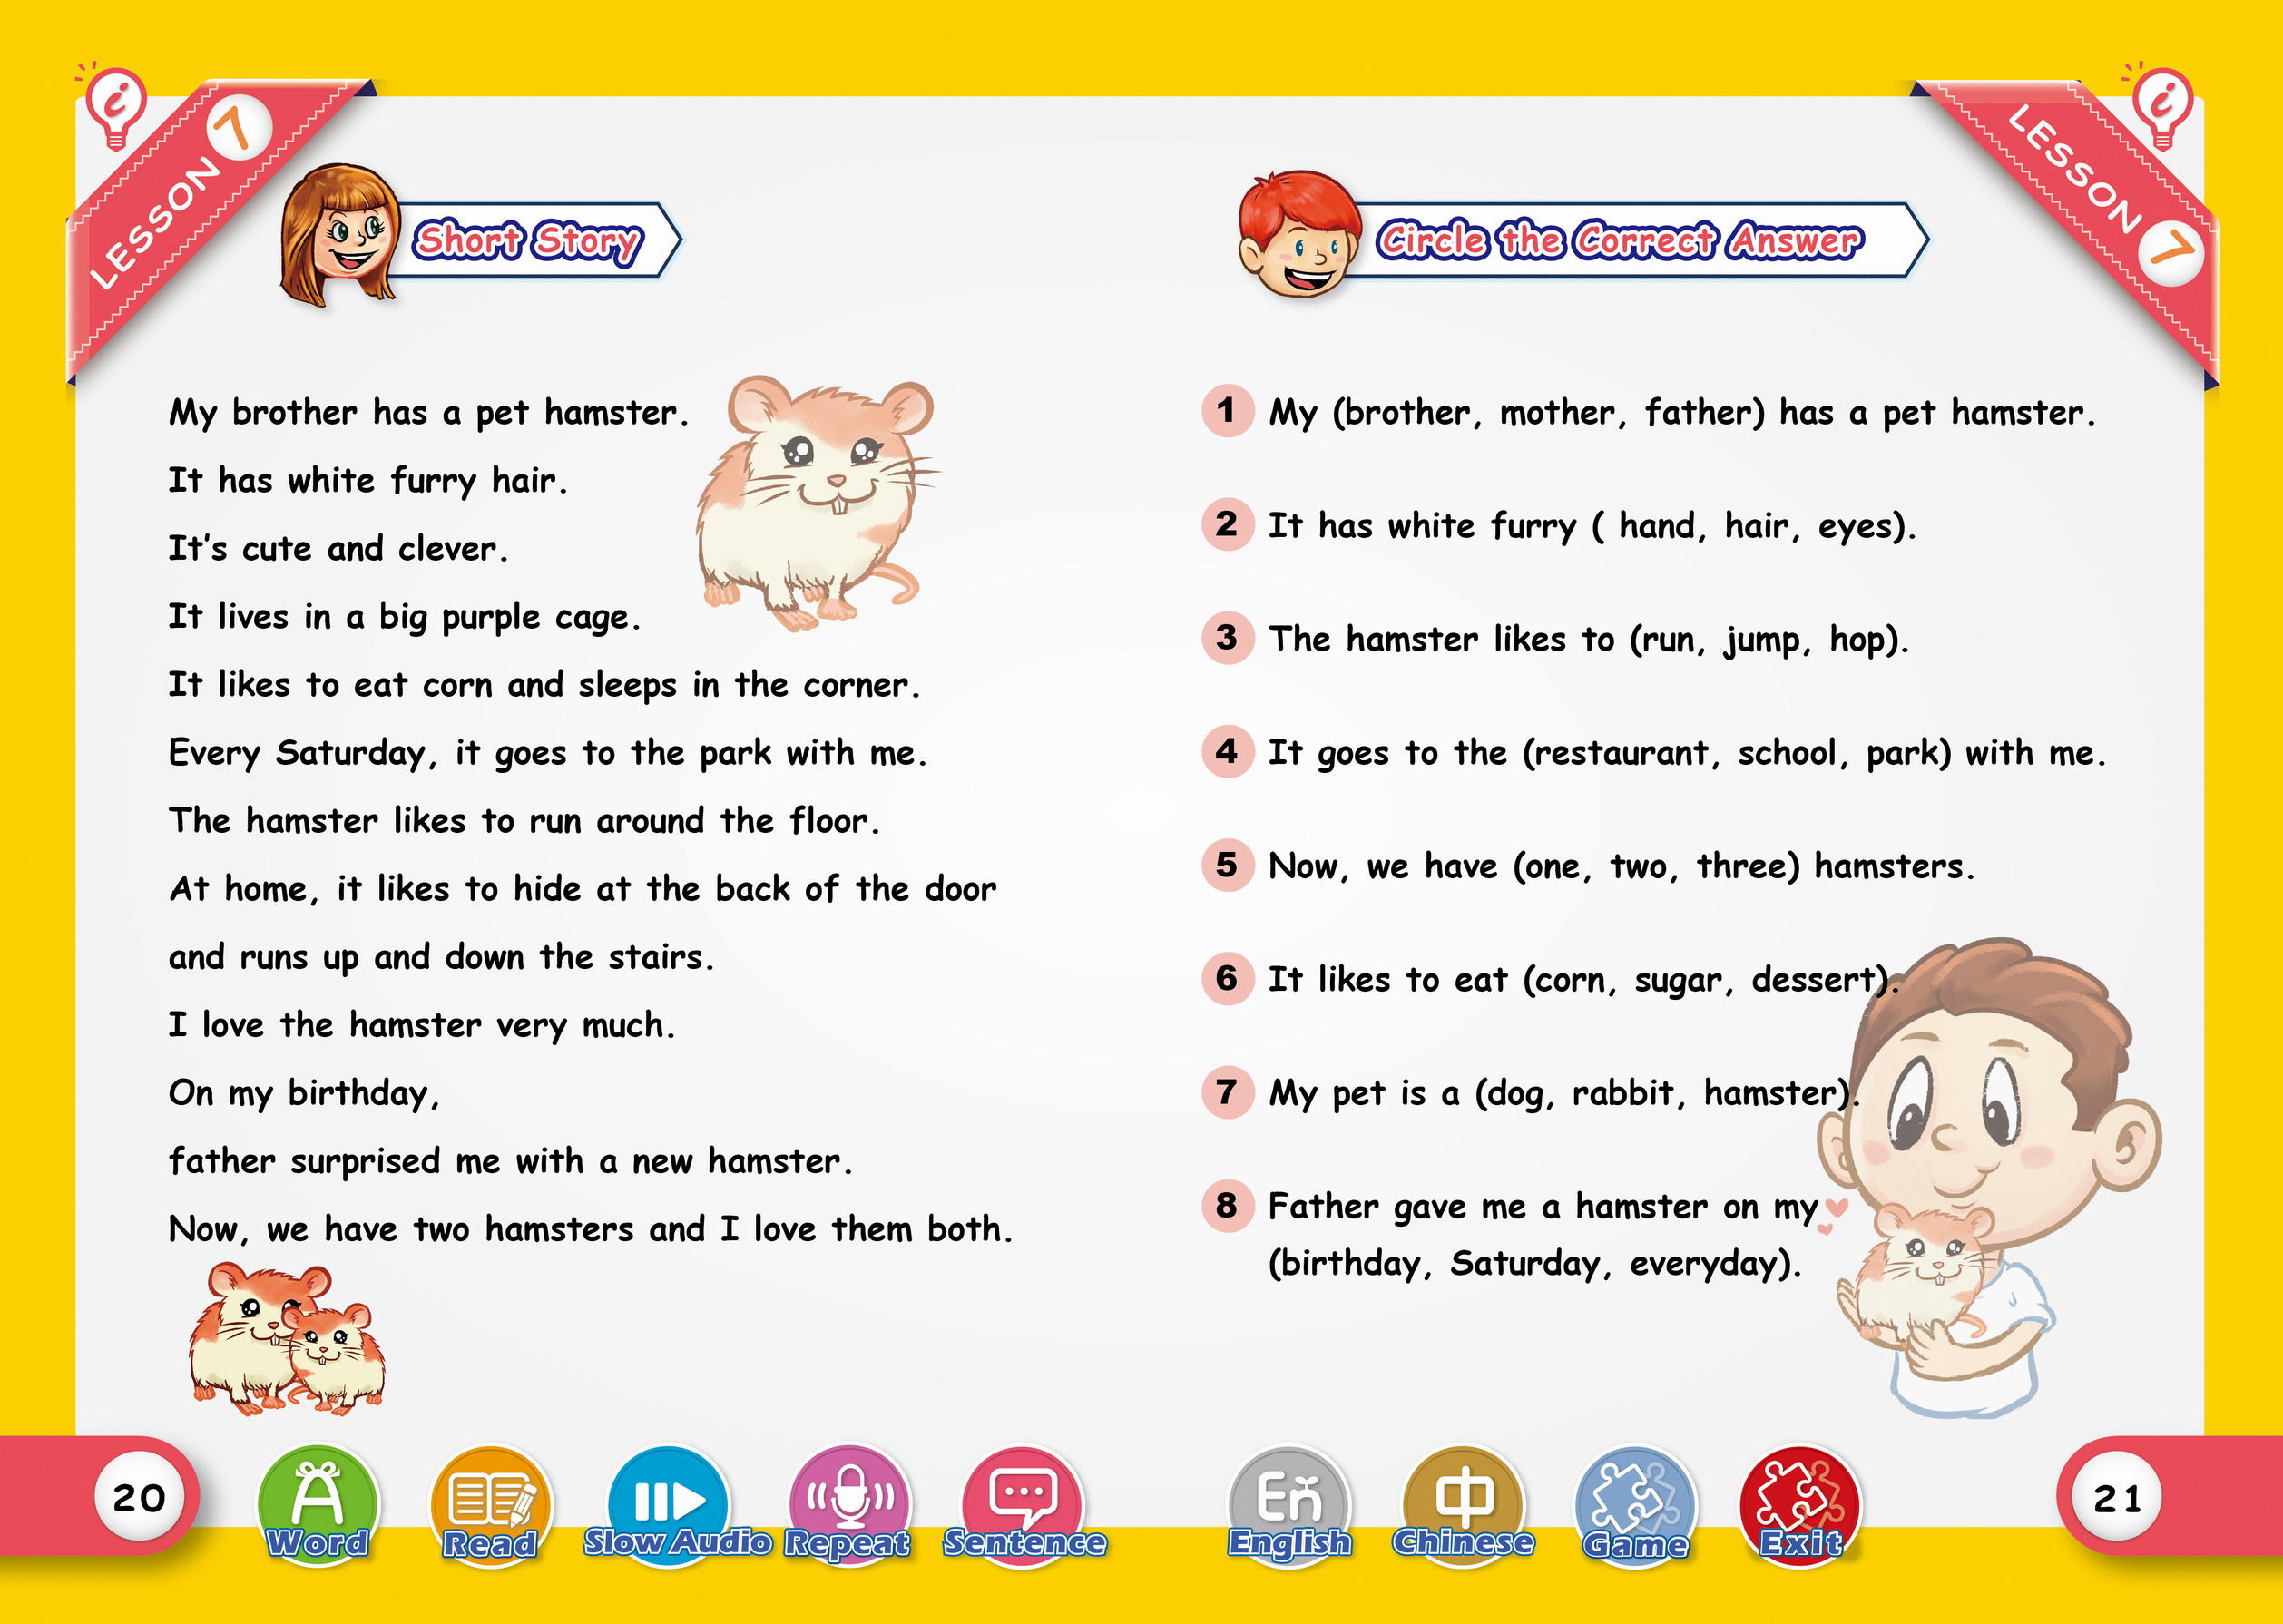 LESSON 7
Short Story
My brother has a pet hamster.
It has white furry hair.
It's cute and clever.
It lives in a big purple cage.
It likes to eat corn and sleeps in the corner.
Every Saturday, it goes to the park with me.
The hamster likes to run around the floor.
At home, it likes to hide at the back of the door
and runs up and down the stairs.
I love the hamster very much.
On my birthday,
father surprised me with a new hamster.
Now, we have two hamsters and I love them both.
20
Word
Read
Slow Audio
Repeat
Sentence
i
LESSON 7
i
Circle the Correct Answer
1 My (brother, mother, father) has a pet hamster.
2 It has white furry ( hand, hair, eyes).
3 The hamster likes to (run, jump, hop).
4 It goes to the (restaurant, school, park) with me.
5 Now, we have (one, two, three) hamsters.
6 It likes to eat (corn, sugar, dessert).
7 My pet is a (dog, rabbit, hamster).
8 Father gave me a hamster on my
(birthday, Saturday, everyday).
En
English
中
Chinese
Game
Exit
21